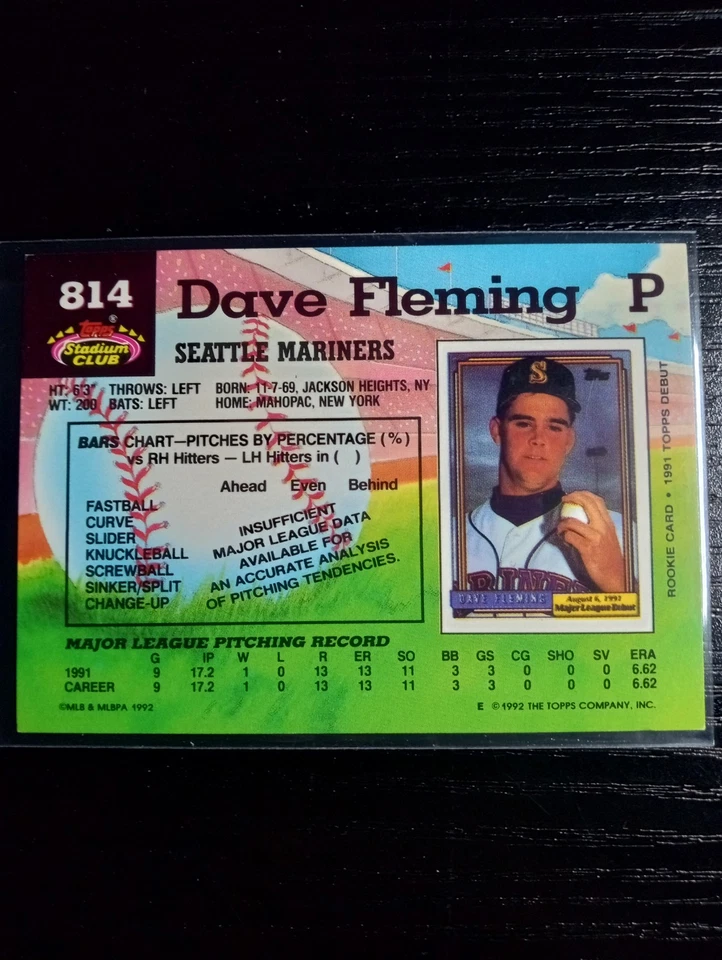 814
Dave Fleming P
Topps
Stadium
CLUB
®
SEATTLE MARINERS
HT: 6'3" THROWS: LEFT BORN: 11-7-69, JACKSON HEIGHTS, NY
WT: 200 BATS: LEFT HOME: MAHOPAC, NEW YORK
BARS CHART—PITCHES BY PERCENTAGE (%)
vs RH Hitters — LH Hitters in ( )
Ahead Even Behind
FASTBALL
CURVE
SLIDER
KNUCKLEBALL
SCREWBALL
SINKER/SPLIT
CHANGE-UP
INSUFFICIENT
MAJOR LEAGUE DATA
AVAILABLE FOR
AN ACCURATE ANALYSIS
OF PITCHING TENDENCIES.
S
Topps
DAVE FLEMING
August 6, 1991
Major League Debut
ROOKIE CARD • 1991 TOPPS DEBUT
MAJOR LEAGUE PITCHING RECORD
G IP W L R ER SO BB GS CG SHO SV ERA
1991 9 17.2 1 0 13 13 11 3 3 0 0 0 6.62
CAREER 9 17.2 1 0 13 13 11 3 3 0 0 0 6.62
©MLB & MLBPA 1992
E © 1992 THE TOPPS COMPANY, INC.